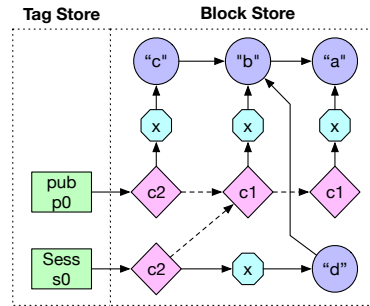 Tag Store Block Store
“c” "b" "a"
x x x
pub
p0
c2 c1 c1
Sess
s0
c2 x “d”